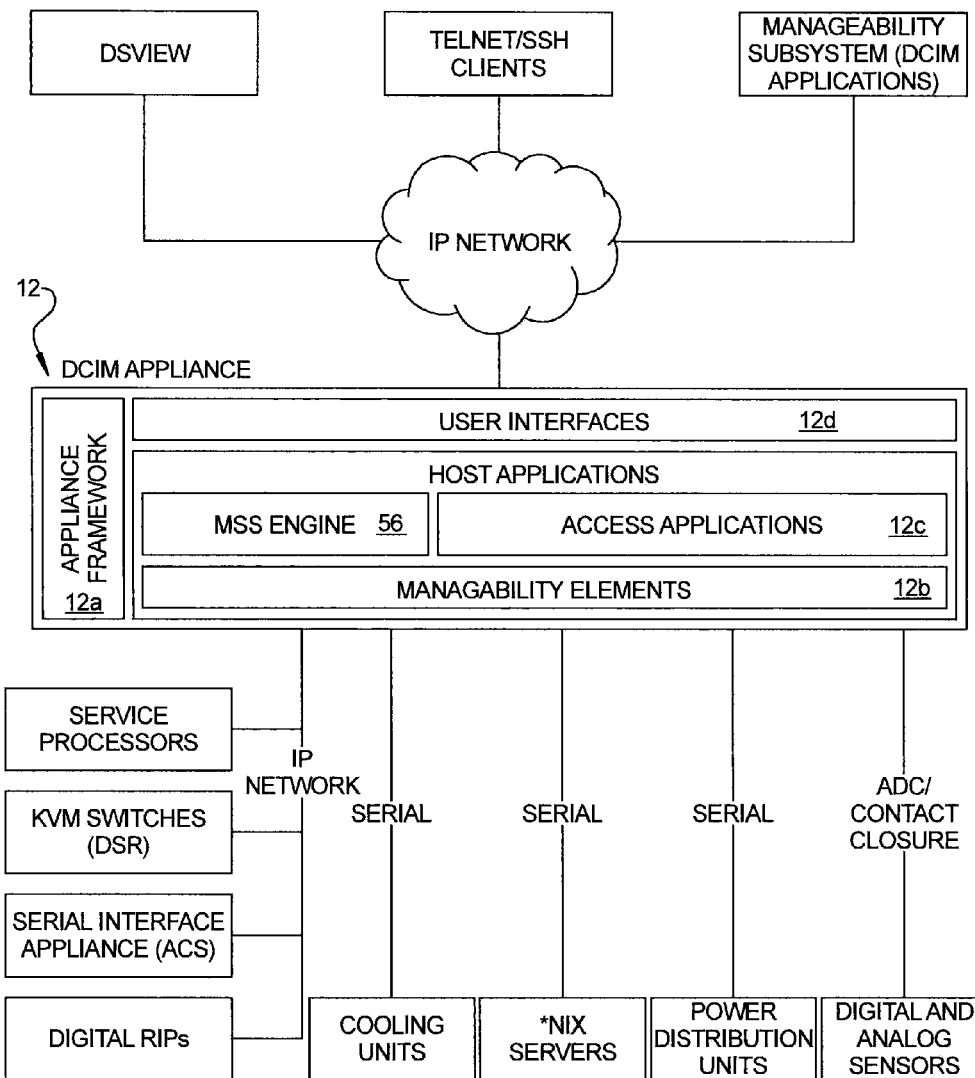 DSVIEW
TELNET/SSH
CLIENTS
MANAGEABILITY
SUBSYSTEM (DCIM
APPLICATIONS)
IP NETWORK
12
DCIM APPLIANCE
APPLIANCE
FRAMEWORK
12a
USER INTERFACES 12d
HOST APPLICATIONS
MSS ENGINE 56
ACCESS APPLICATIONS 12c
MANAGABILITY ELEMENTS 12b
SERVICE
PROCESSORS
KVM SWITCHES
(DSR)
SERIAL INTERFACE
APPLIANCE (ACS)
DIGITAL RIPs
IP
NETWORK
SERIAL
SERIAL
SERIAL
ADC/
CONTACT
CLOSURE
COOLING
UNITS
*NIX
SERVERS
POWER
DISTRIBUTION
UNITS
DIGITAL AND
ANALOG
SENSORS